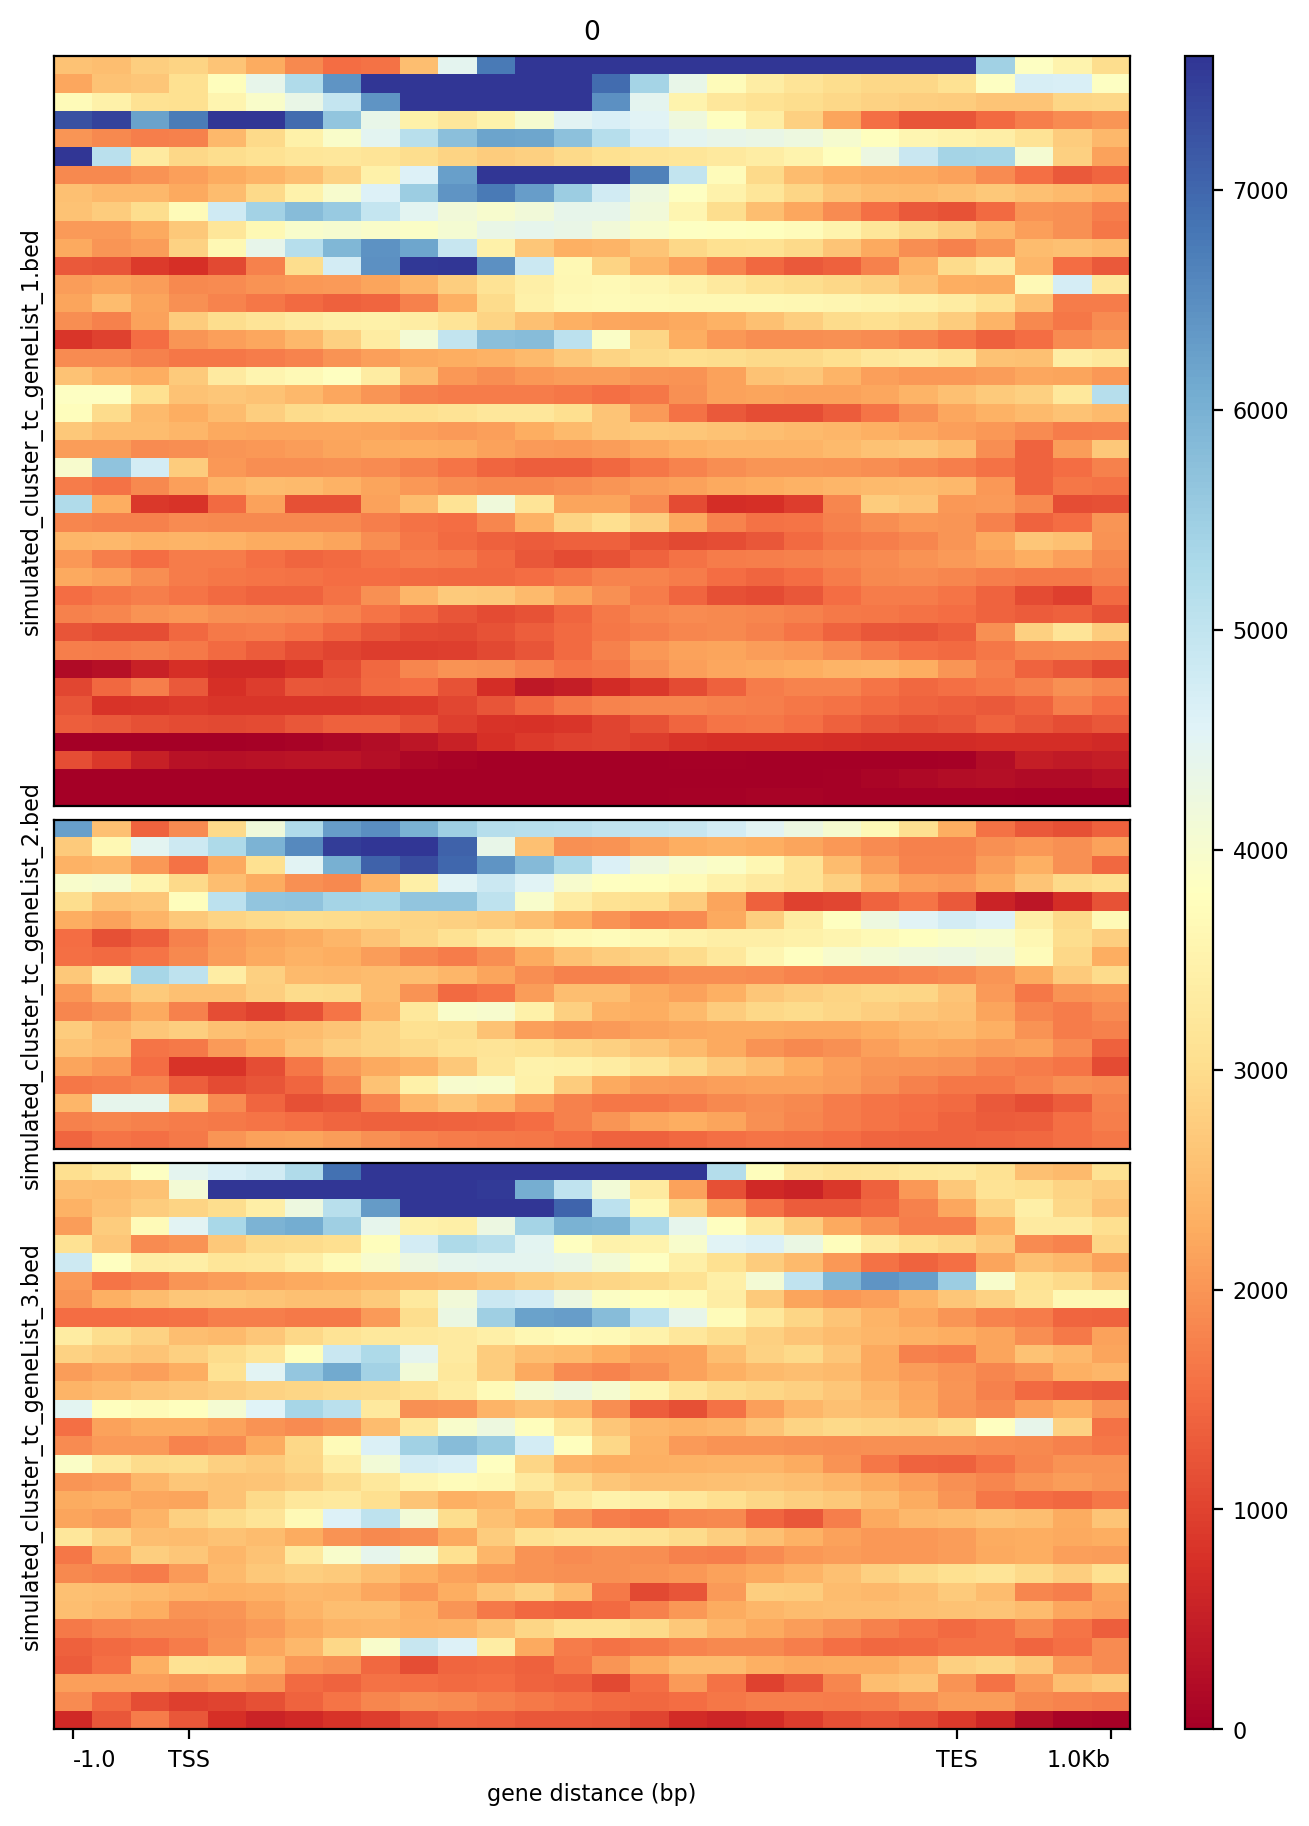 0
simulated_cluster_tc_geneList_1.bed
simulated_cluster_tc_geneList_2.bed
simulated_cluster_tc_geneList_3.bed
-1.0 TSS TES 1.0Kb
gene distance (bp)
7000
6000
5000
4000
3000
2000
1000
0